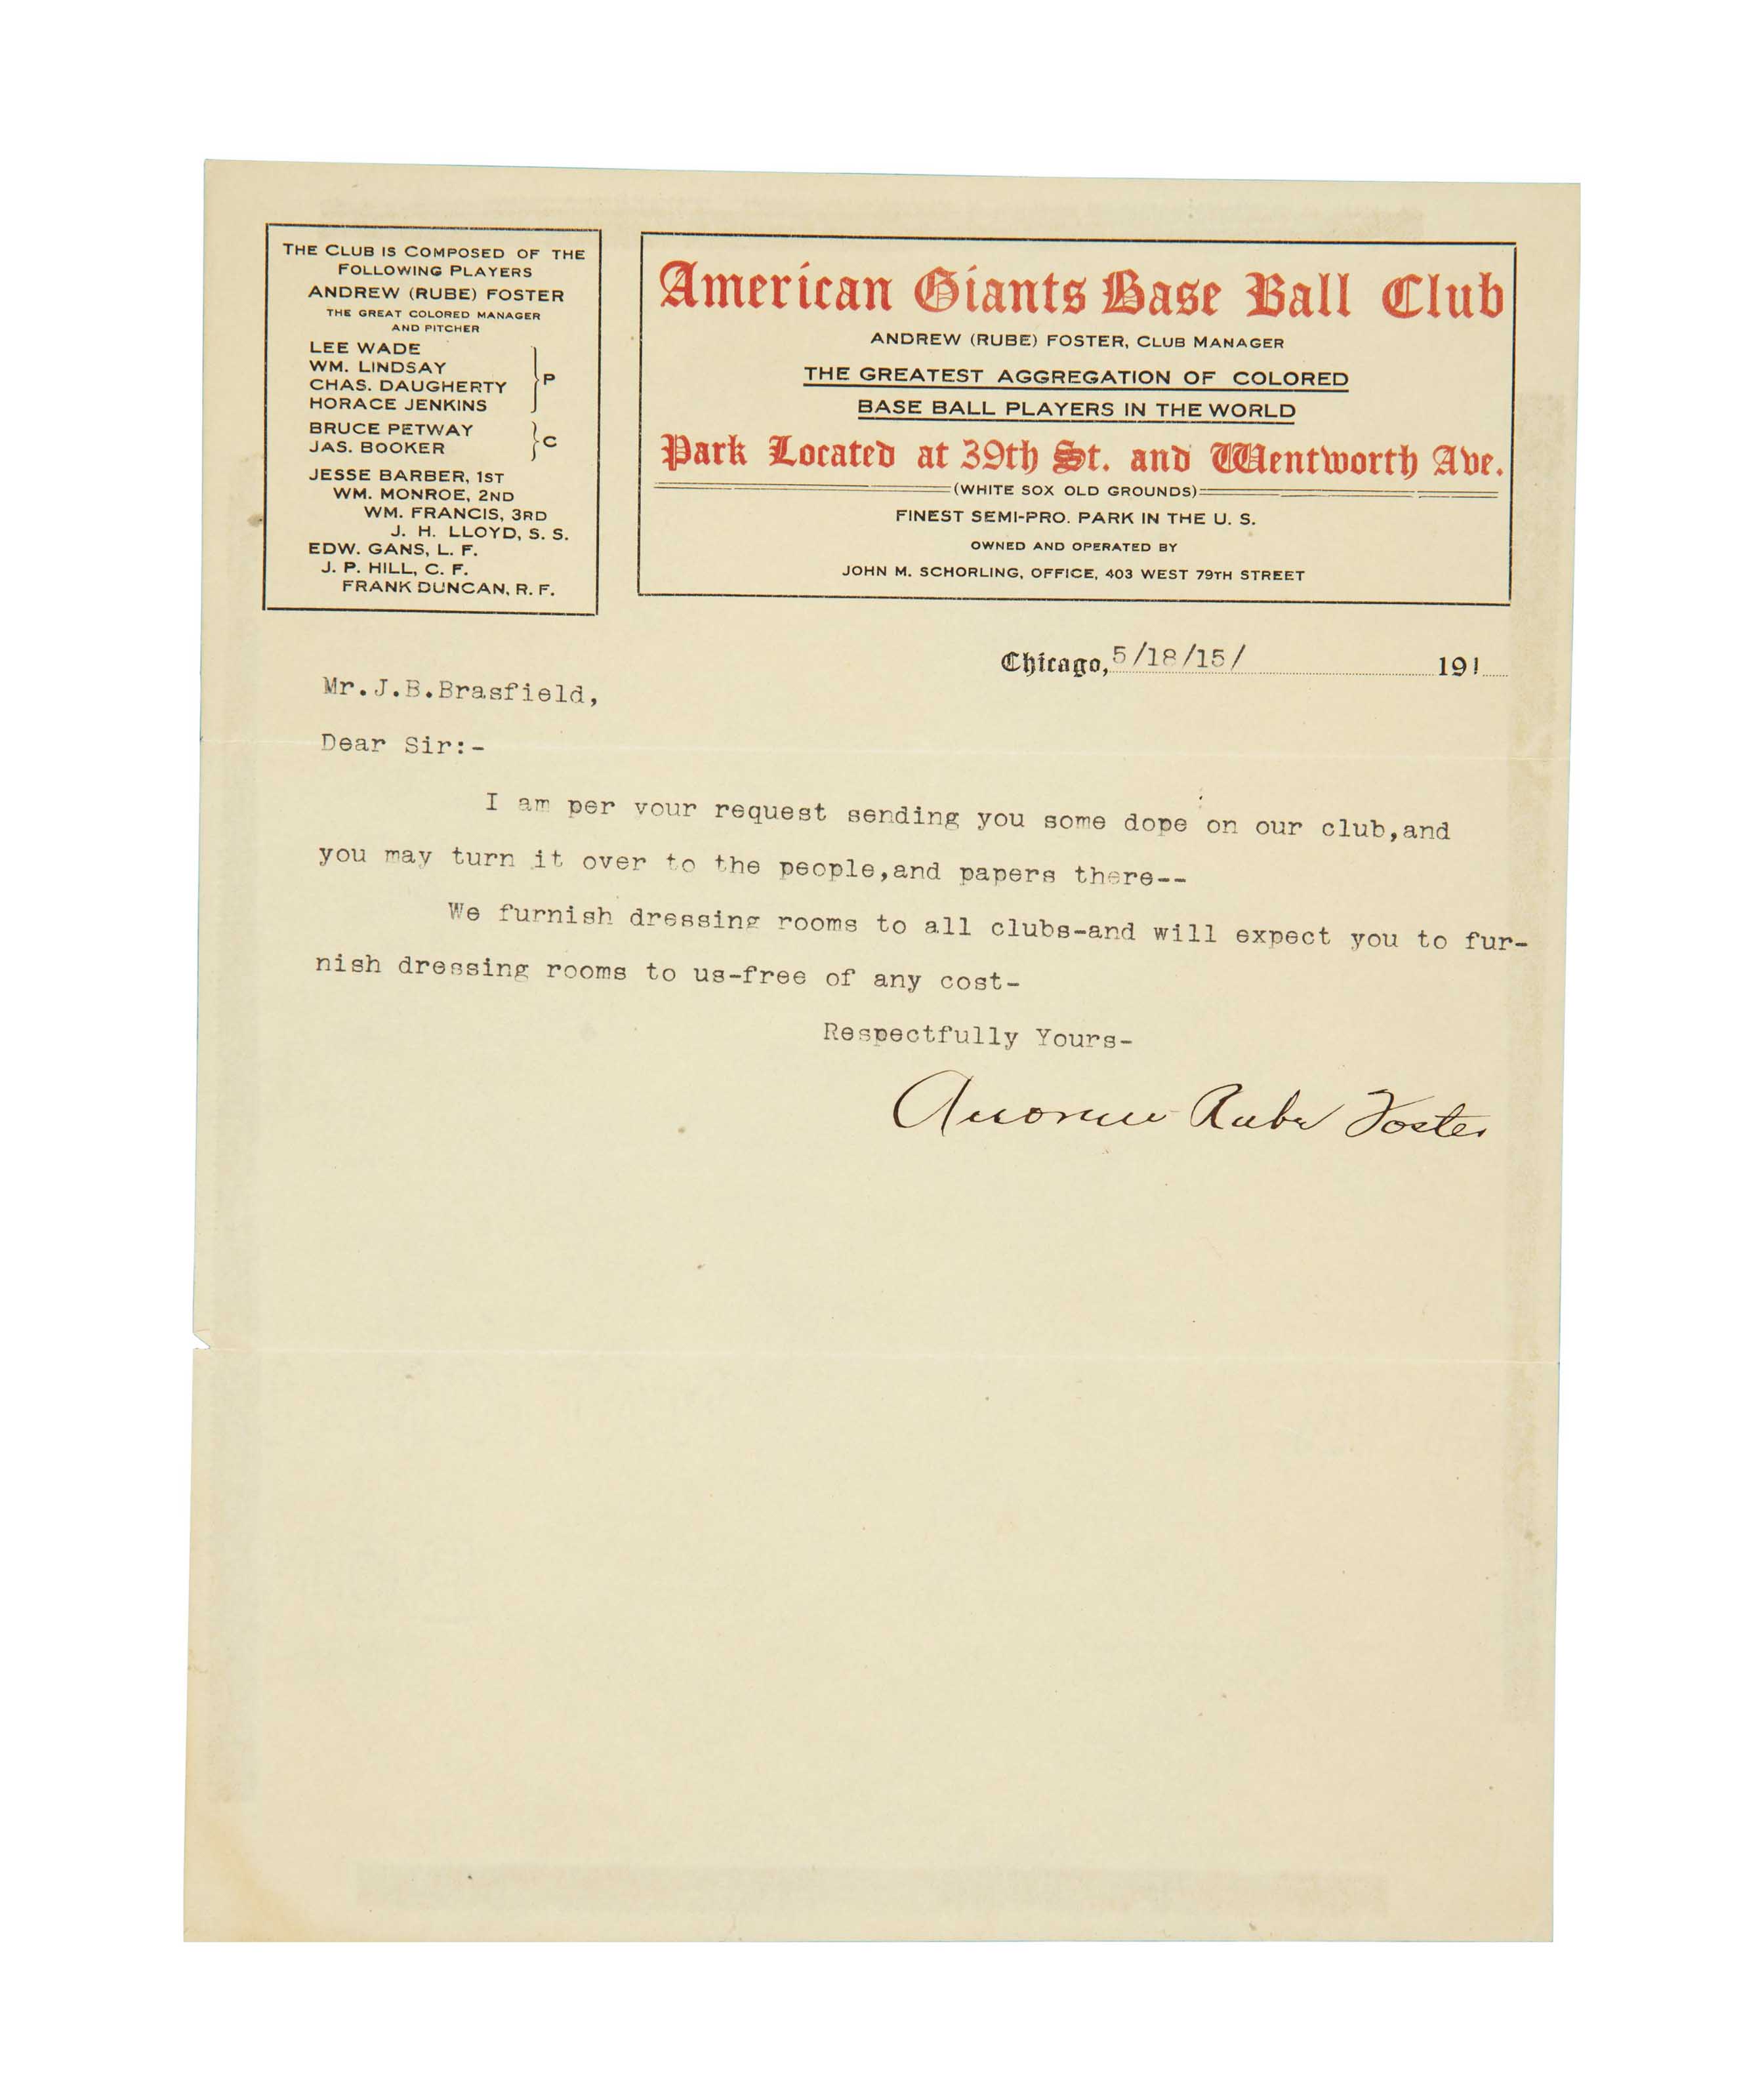 THE CLUB IS COMPOSED OF THE
FOLLOWING PLAYERS
ANDREW (RUBE) FOSTER
THE GREAT COLORED MANAGER
AND PITCHER
LEE WADE
WM. LINDSAY
CHAS. DAUGHERTY
HORACE JENKINS
P
BRUCE PETWAY
JAS. BOOKER
C
JESSE BARBER, 1ST
WM. MONROE, 2ND
WM. FRANCIS, 3RD
J. H. LLOYD, S. S.
EDW. GANS, L. F.
J. P. HILL, C. F.
FRANK DUNCAN, R. F.
American Giants Base Ball Club
ANDREW (RUBE) FOSTER, CLUB MANAGER
THE GREATEST AGGREGATION OF COLORED
BASE BALL PLAYERS IN THE WORLD
Park Located at 39th St. and Wentworth Ave.
(WHITE SOX OLD GROUNDS)
FINEST SEMI-PRO. PARK IN THE U. S.
OWNED AND OPERATED BY
JOHN M. SCHORLING, OFFICE, 403 WEST 79TH STREET
Chicago, 5/18/15/ 191
Mr.J.B.Brasfield,
Dear Sir:-
I am per your request sending you some dope on our club,and
you may turn it over to the people,and papers there--
We furnish dressing rooms to all clubs-and will expect you to fur-
nish dressing rooms to us-free of any cost-
Respectfully Yours-
Andrew Rube Foster